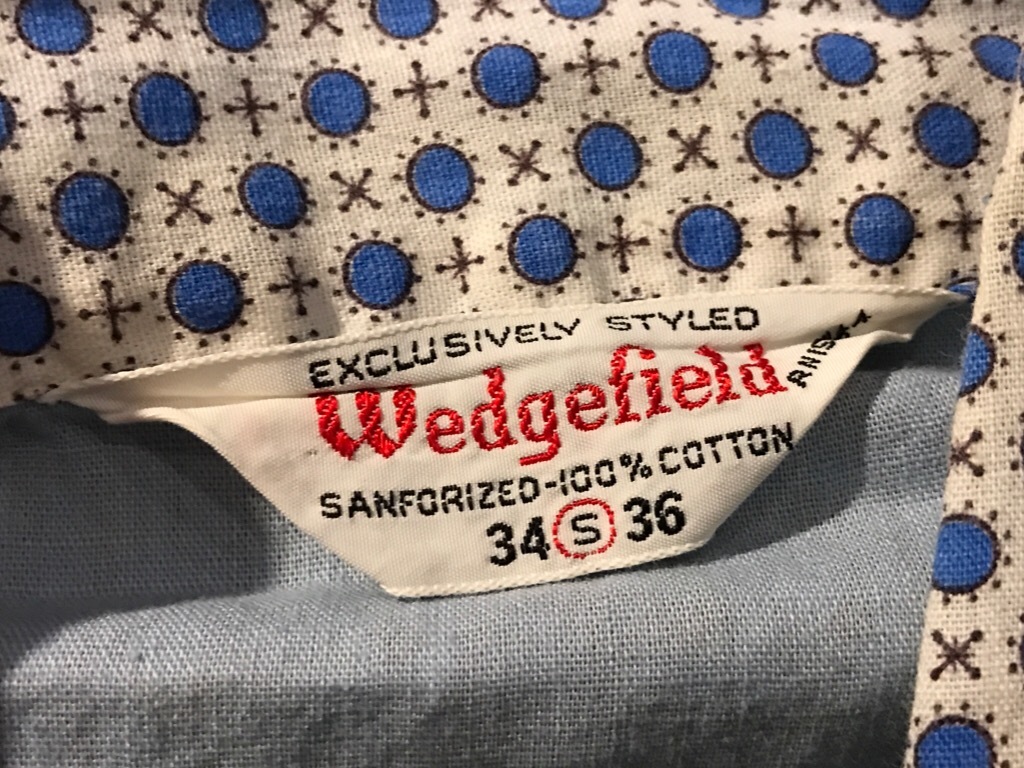 EXCLUSIVELY STYLED
Wedgefield
SANFORIZED-100% COTTON
34 S 36